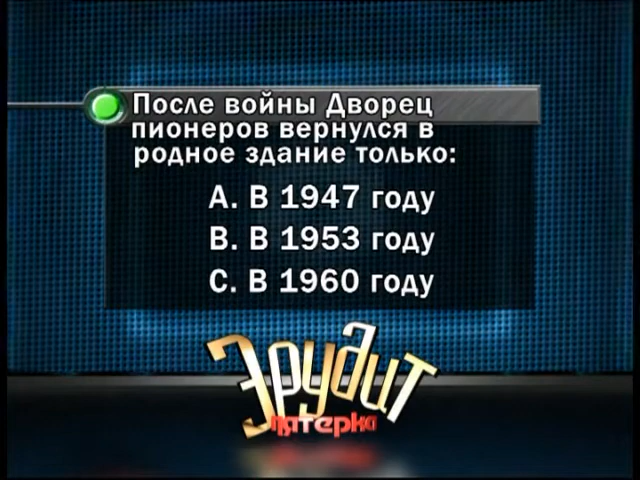 После войны Дворец
пионеров вернулся в
родное здание только:
А. В 1947 году
В. В 1953 году
С. В 1960 году
Эрудит
пятерка